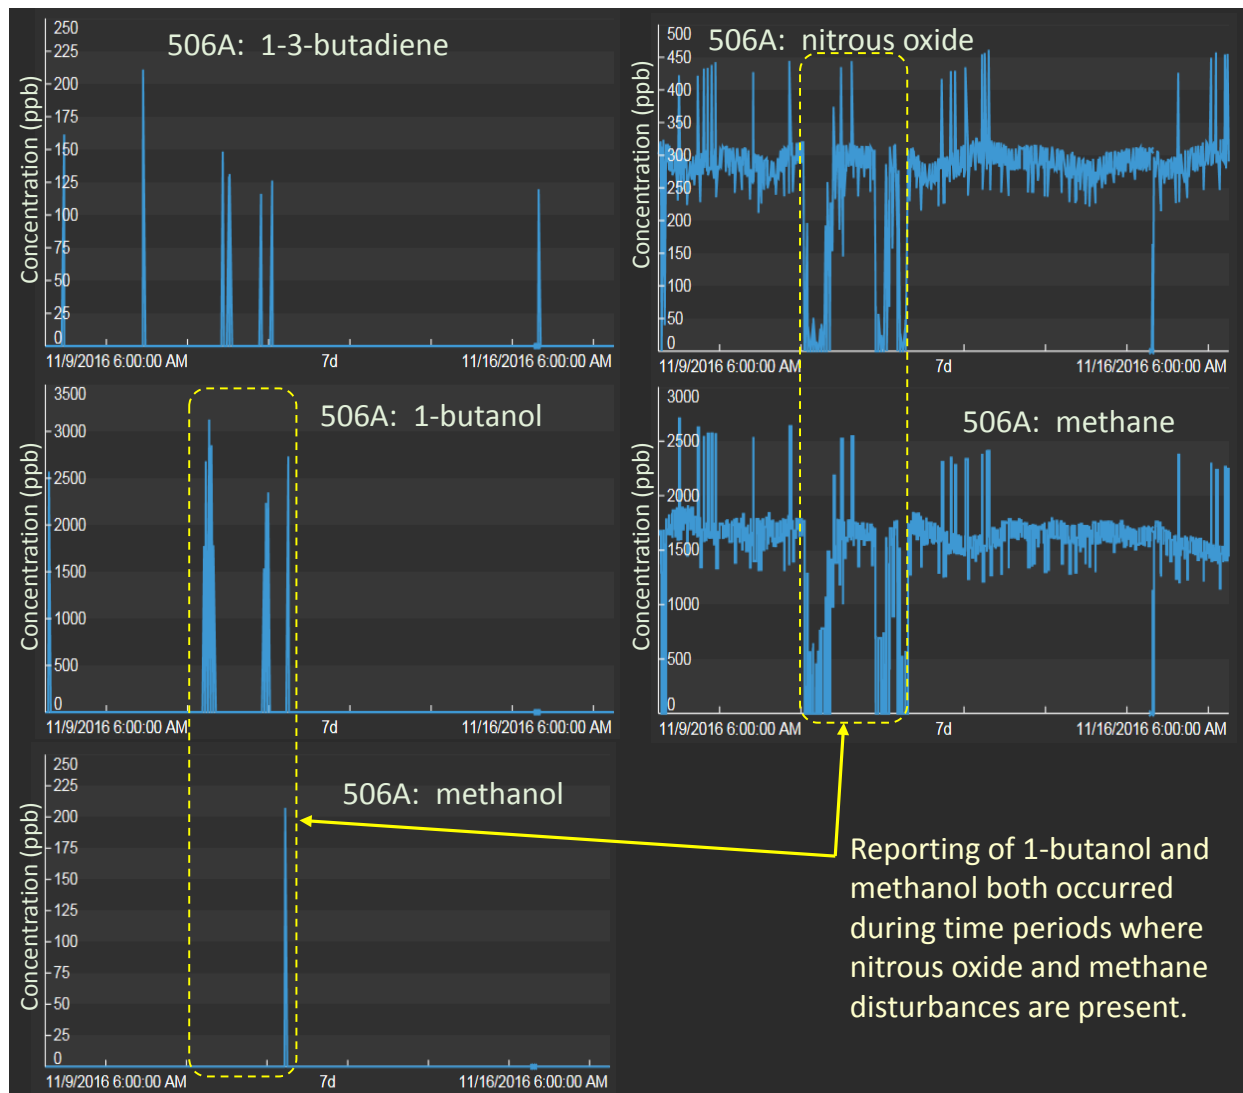 506A:  1-3-butadiene
Concentration (ppb)
250
225
200
175
150
125
100
75
50
25
0
11/9/2016 6:00:00 AM
7d
11/16/2016 6:00:00 AM
506A:  nitrous oxide
Concentration (ppb)
500
450
400
350
300
250
200
150
100
50
0
11/9/2016 6:00:00 AM
7d
11/16/2016 6:00:00 AM
506A:  1-butanol
Concentration (ppb)
3500
3000
2500
2000
1500
1000
500
0
11/9/2016 6:00:00 AM
7d
11/16/2016 6:00:00 AM
506A:  methane
Concentration (ppb)
3000
2500
2000
1500
1000
500
0
11/9/2016 6:00:00 AM
7d
11/16/2016 6:00:00 AM
506A:  methanol
Concentration (ppb)
250
225
200
175
150
125
100
75
50
25
0
11/9/2016 6:00:00 AM
7d
11/16/2016 6:00:00 AM
Reporting of 1-butanol and
methanol both occurred
during time periods where
nitrous oxide and methane
disturbances are present.